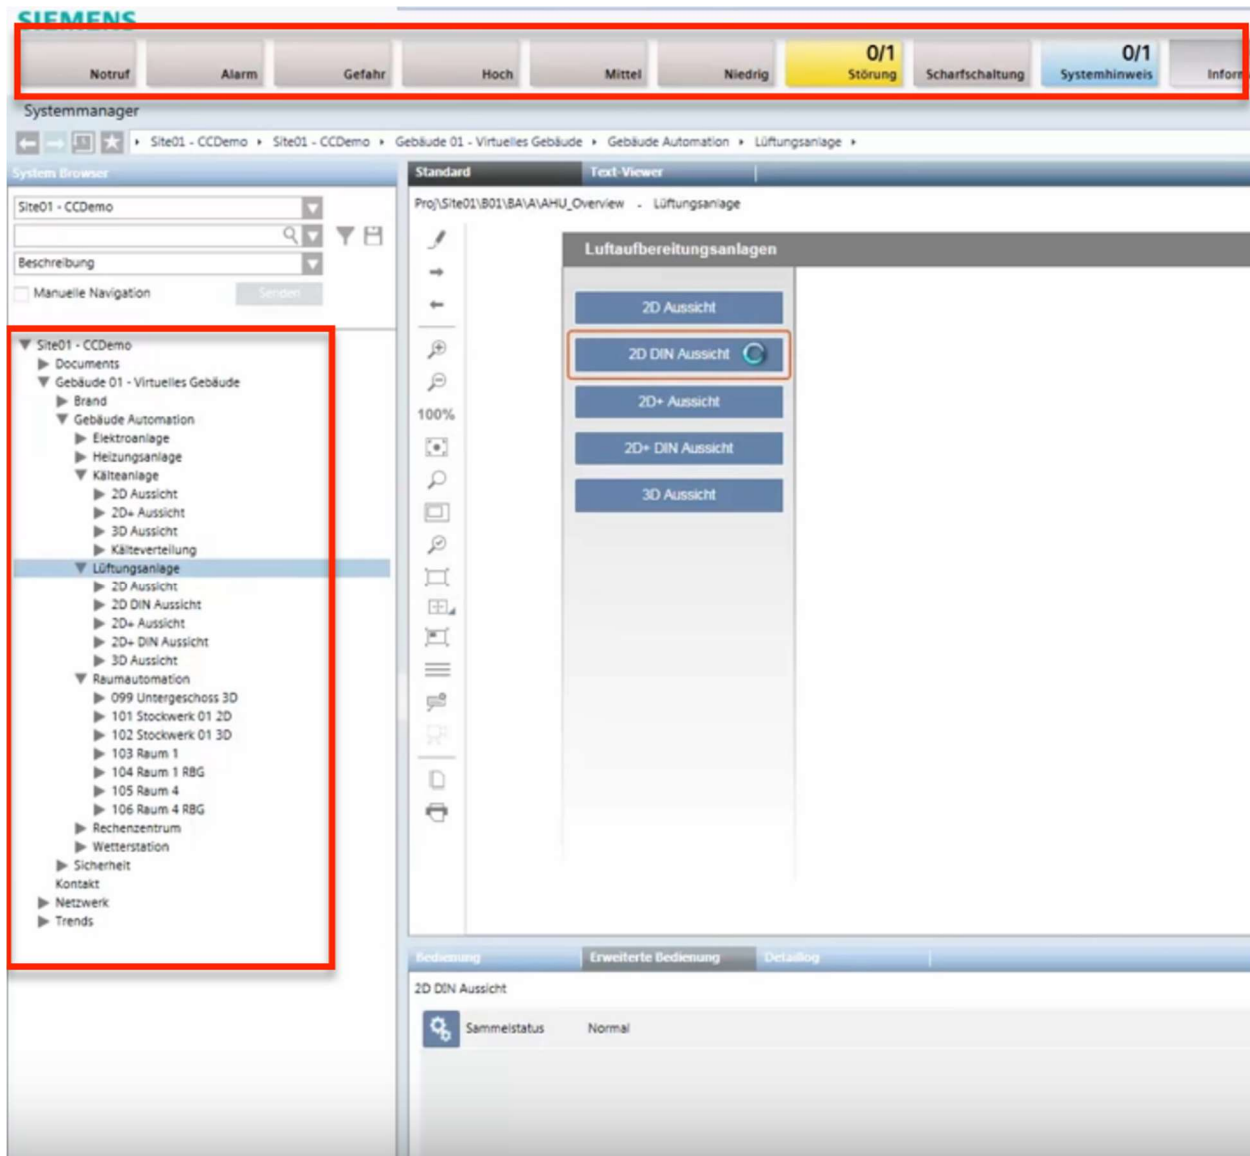 SIEMENS
Notruf
Alarm
Gefahr
Hoch
Mittel
Niedrig
0/1
Störung
Scharfschaltung
0/1
Systemhinweis
Inform
Systemmanager
Site01 - CCDemo
Site01 - CCDemo
Gebäude 01 - Virtuelles Gebäude
Gebäude Automation
Lüftungsanlage
System Browser
Site01 - CCDemo
Beschreibung
Manuelle Navigation
Senden
Site01 - CCDemo
Documents
Gebäude 01 - Virtuelles Gebäude
Brand
Gebäude Automation
Elektroanlage
Heizungsanlage
Kälteanlage
2D Aussicht
2D+ Aussicht
3D Aussicht
Kälteverteilung
Lüftungsanlage
2D Aussicht
2D DIN Aussicht
2D+ Aussicht
2D+ DIN Aussicht
3D Aussicht
Raumautomation
099 Untergeschoss 3D
101 Stockwerk 01 2D
102 Stockwerk 01 3D
103 Raum 1
104 Raum 1 RBG
105 Raum 4
106 Raum 4 RBG
Rechenzentrum
Wetterstation
Sicherheit
Kontakt
Netzwerk
Trends
Standard
Text-Viewer
Proj\Site01\B01\BA\A\AHU_Overview - Lüftungsanlage
100%
Luftaufbereitungsanlagen
2D Aussicht
2D DIN Aussicht
2D+ Aussicht
2D+ DIN Aussicht
3D Aussicht
Bedienung
Erweiterte Bedienung
Detaillog
2D DIN Aussicht
Sammelstatus
Normal